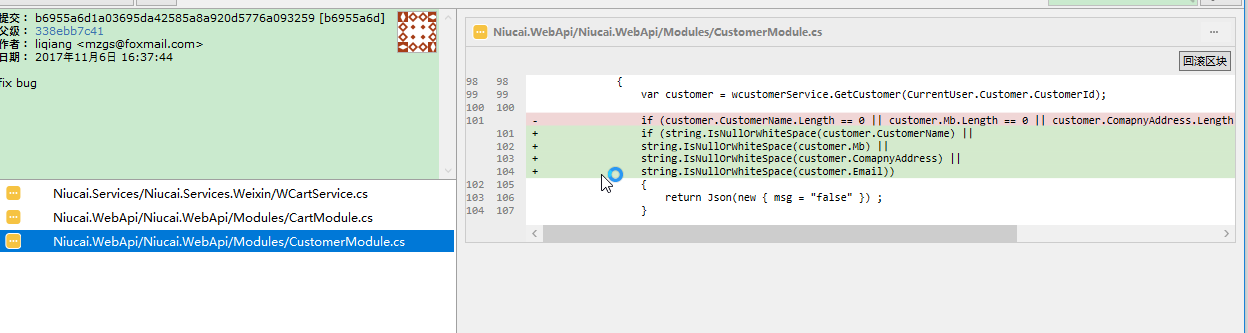 提交： b6955a6d1a03695da42585a8a920d5776a093259 [b6955a6d]
父级： 338ebb7c41
作者： liqiang <mzgs@foxmail.com>
日期： 2017年11月6日 16:37:44
fix bug
Niucai.Services/Niucai.Services.Weixin/WCartService.cs
Niucai.WebApi/Niucai.WebApi/Modules/CartModule.cs
Niucai.WebApi/Niucai.WebApi/Modules/CustomerModule.cs
Niucai.WebApi/Niucai.WebApi/Modules/CustomerModule.cs
回滚区块
98 98 {
99 99 var customer = wcustomerService.GetCustomer(CurrentUser.Customer.CustomerId);
100 100
101 - if (customer.CustomerName.Length == 0 || customer.Mb.Length == 0 || customer.ComapnyAddress.Length
101 + if (string.IsNullOrWhiteSpace(customer.CustomerName) ||
102 + string.IsNullOrWhiteSpace(customer.Mb) ||
103 + string.IsNullOrWhiteSpace(customer.ComapnyAddress) ||
104 + string.IsNullOrWhiteSpace(customer.Email))
102 105 {
103 106 return Json(new { msg = "false" }) ;
104 107 }